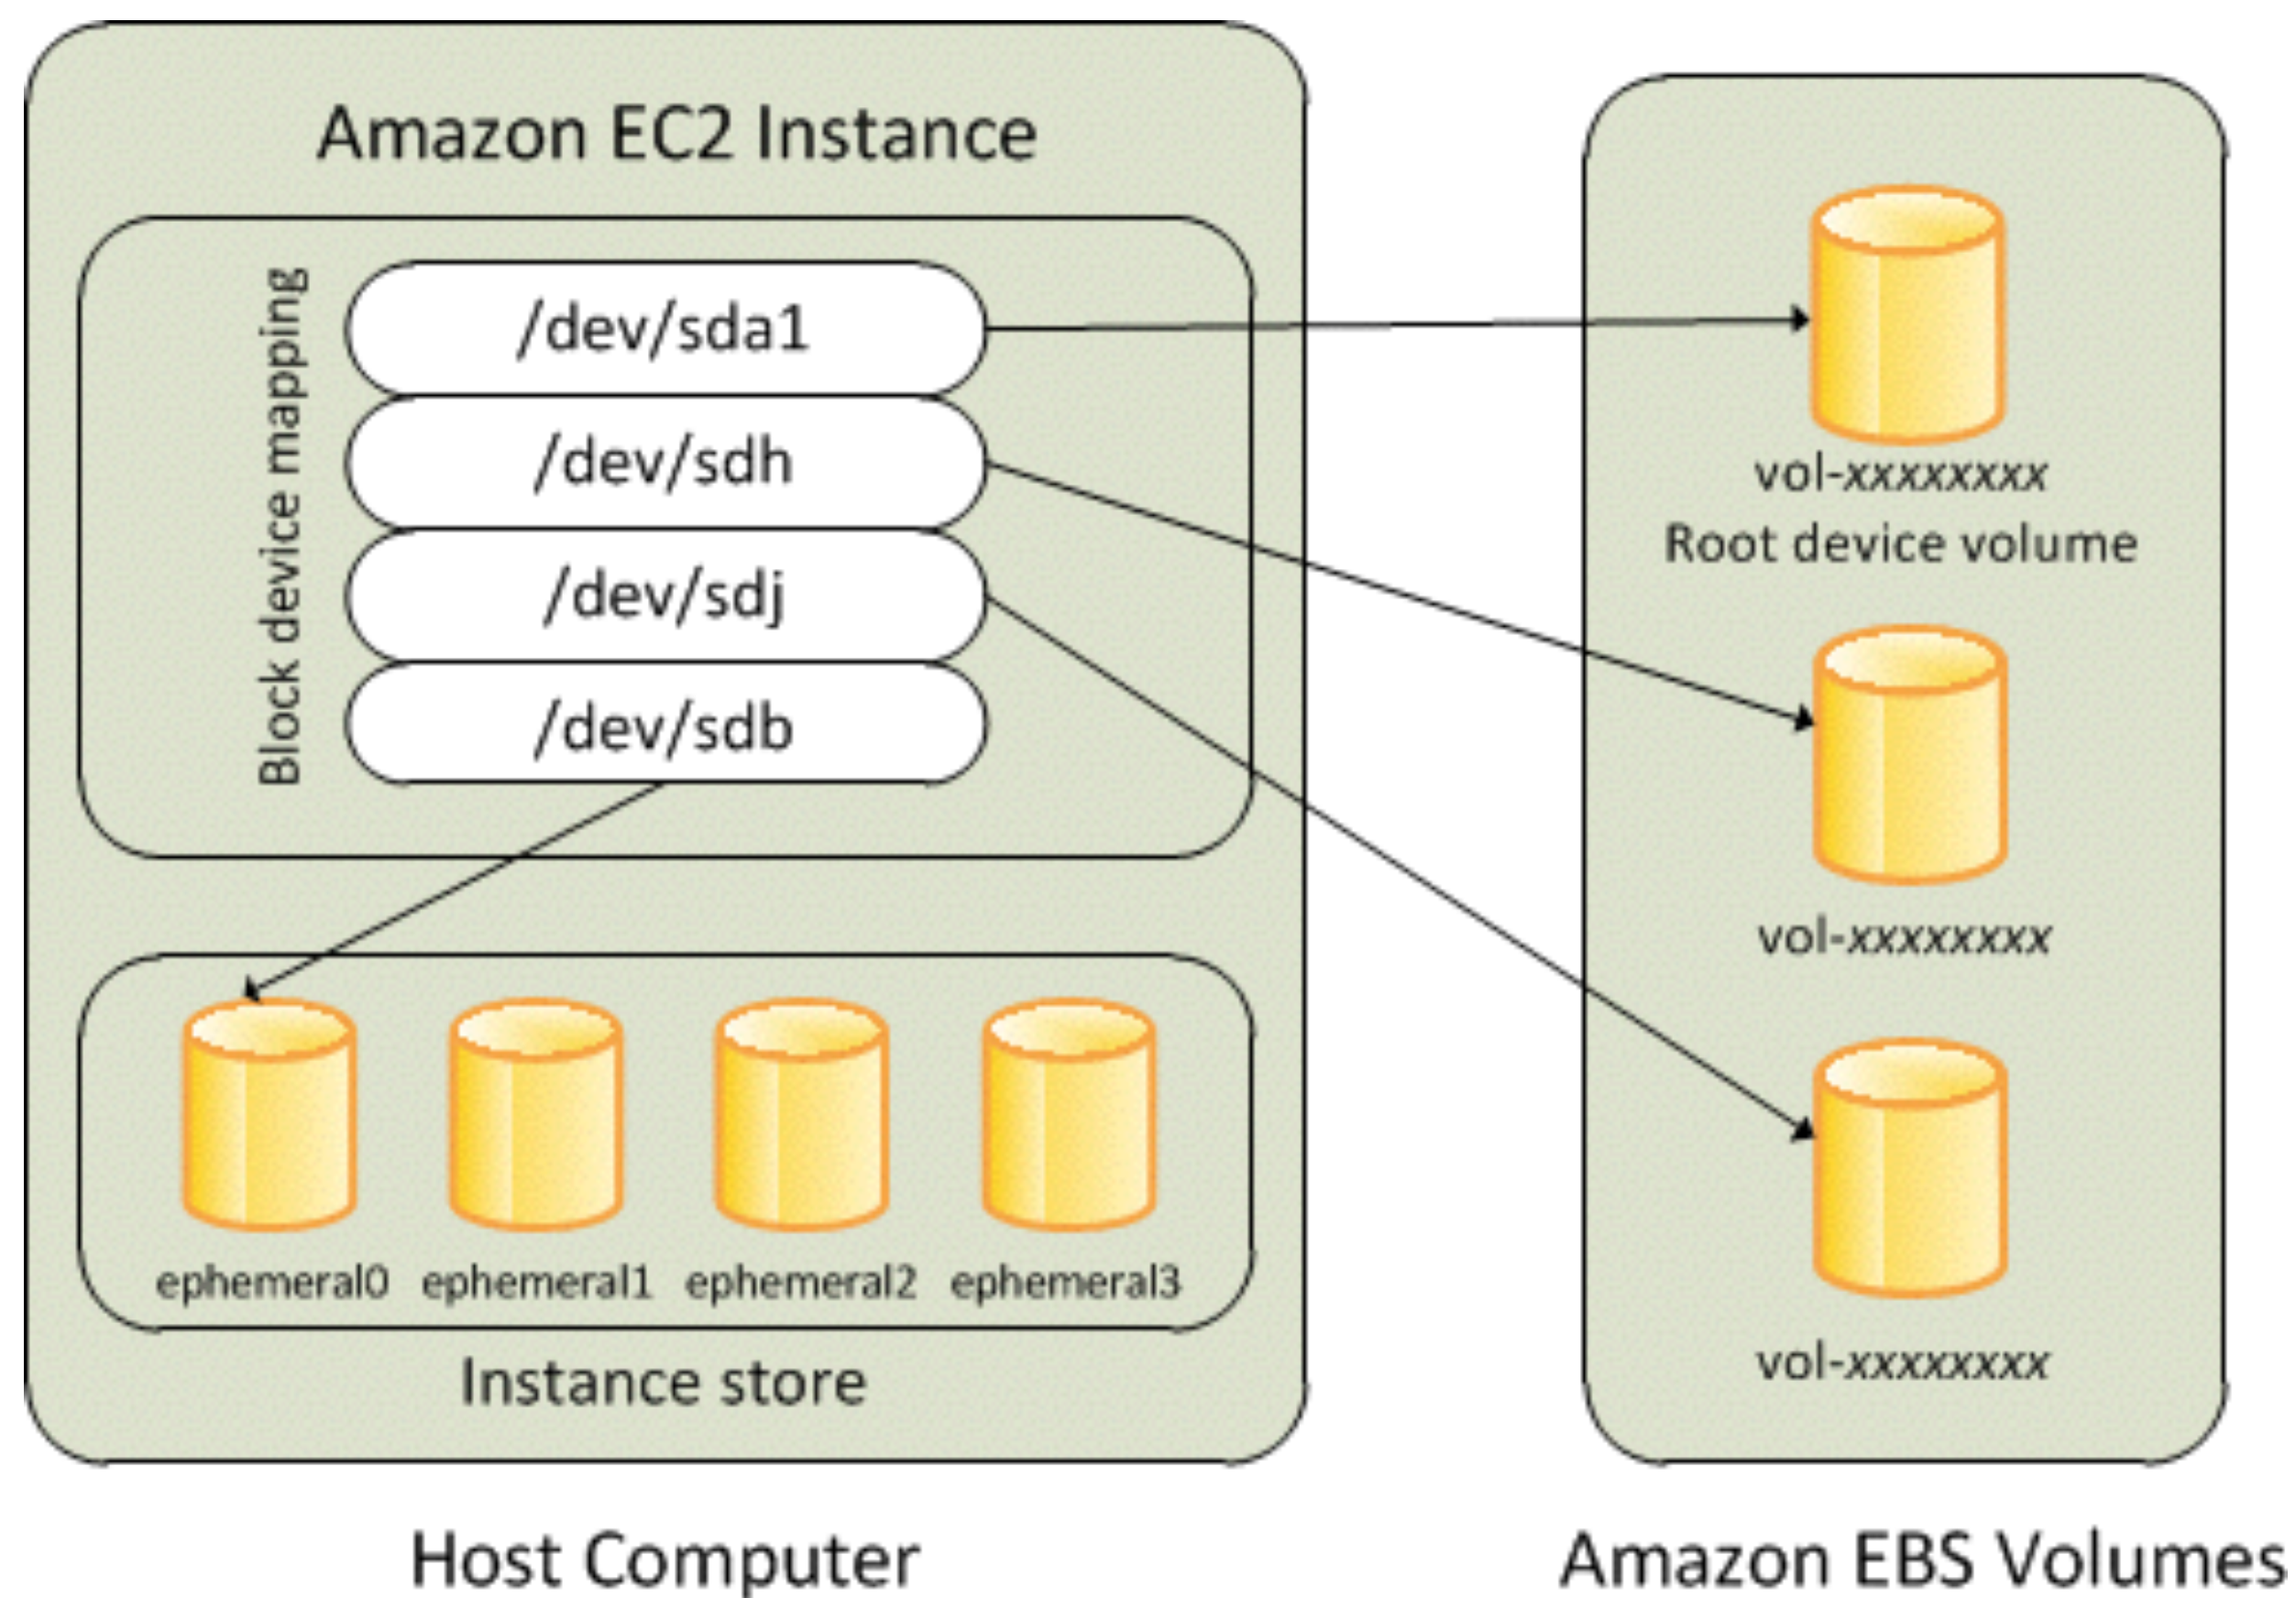 Amazon EC2 Instance
Block device mapping
/dev/sda1
/dev/sdh
/dev/sdj
/dev/sdb
ephemeral0 ephemeral1 ephemeral2 ephemeral3
Instance store
Host Computer
vol-xxxxxxxx
Root device volume
vol-xxxxxxxx
vol-xxxxxxxx
Amazon EBS Volumes